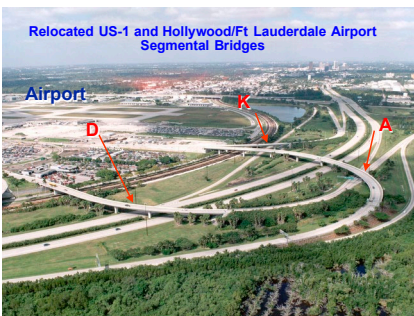 Relocated US-1 and Hollywood/Ft Lauderdale Airport
Segmental Bridges
Airport
K
A
D